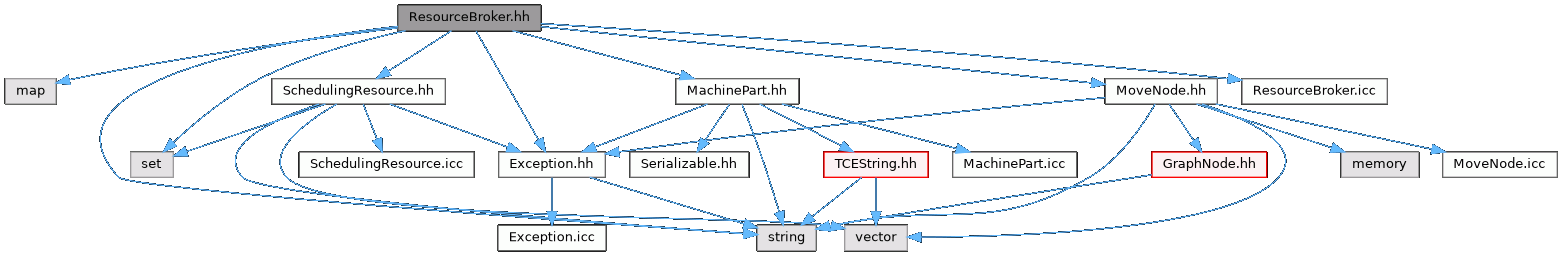 ResourceBroker.hh
map
SchedulingResource.hh
MachinePart.hh
MoveNode.hh
ResourceBroker.icc
set
SchedulingResource.icc
Exception.hh
Serializable.hh
TCEString.hh
MachinePart.icc
GraphNode.hh
memory
MoveNode.icc
Exception.icc
string
vector